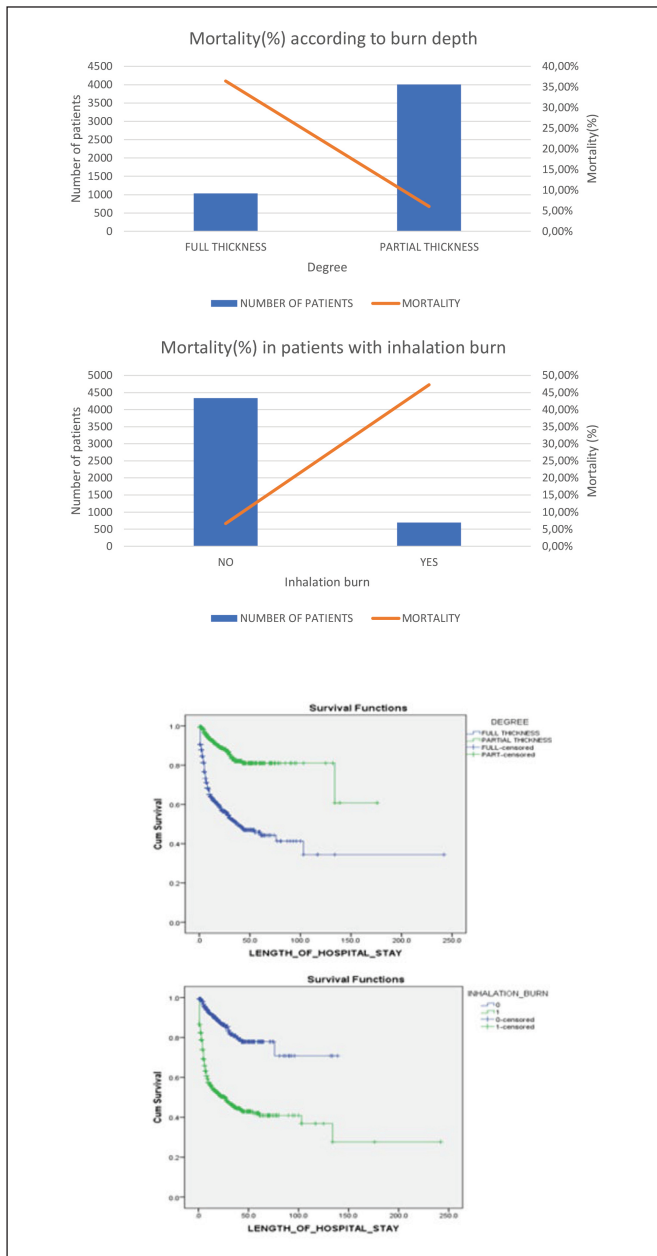 Mortality(%) according to burn depth
Number of patients
4500
4000
3500
3000
2500
2000
1500
1000
500
0
40,00%
35,00%
30,00%
25,00%
20,00%
15,00%
10,00%
5,00%
0,00%
Mortality(%)
FULL THICKNESS PARTIAL THICKNESS
Degree
NUMBER OF PATIENTS MORTALITY
Mortality(%) in patients with inhalation burn
Number of patients
5000
4500
4000
3500
3000
2500
2000
1500
1000
500
0
50,00%
45,00%
40,00%
35,00%
30,00%
25,00%
20,00%
15,00%
10,00%
5,00%
0,00%
Mortality (%)
NO YES
Inhalation burn
NUMBER OF PATIENTS MORTALITY
Survival Functions
Cum Survival
1.0
0.8
0.6
0.4
0.2
0.0
.0 50.0 100.0 150.0 200.0 250.0
LENGTH_OF_HOSPITAL_STAY
DEGREE
FULL THICKNESS
PARTIAL THICKNESS
FULL-censored
PART-censored
Survival Functions
Cum Survival
1.0
0.8
0.6
0.4
0.2
0.0
.0 50.0 100.0 150.0 200.0 250.0
LENGTH_OF_HOSPITAL_STAY
INHALATION_BURN
0
1
0-censored
1-censored